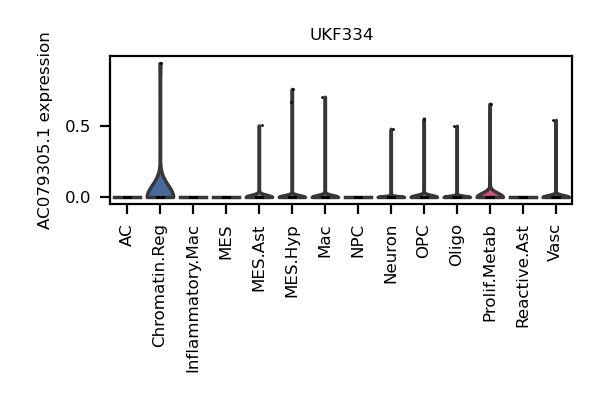 UKF334
AC079305.1 expression
0.5
0.0
AC
Chromatin.Reg
Inflammatory.Mac
MES
MES.Ast
MES.Hyp
Mac
NPC
Neuron
OPC
Oligo
Prolif.Metab
Reactive.Ast
Vasc